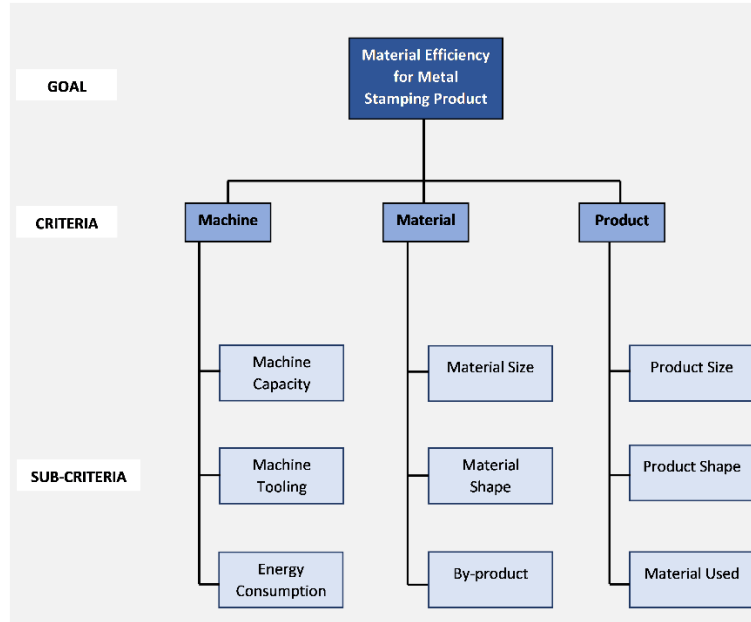 Material Efficiency
for Metal
Stamping Product
GOAL
CRITERIA
Machine
Material
Product
Machine
Capacity
Material Size
Product Size
SUB-CRITERIA
Machine
Tooling
Material
Shape
Product Shape
Energy
Consumption
By-product
Material Used